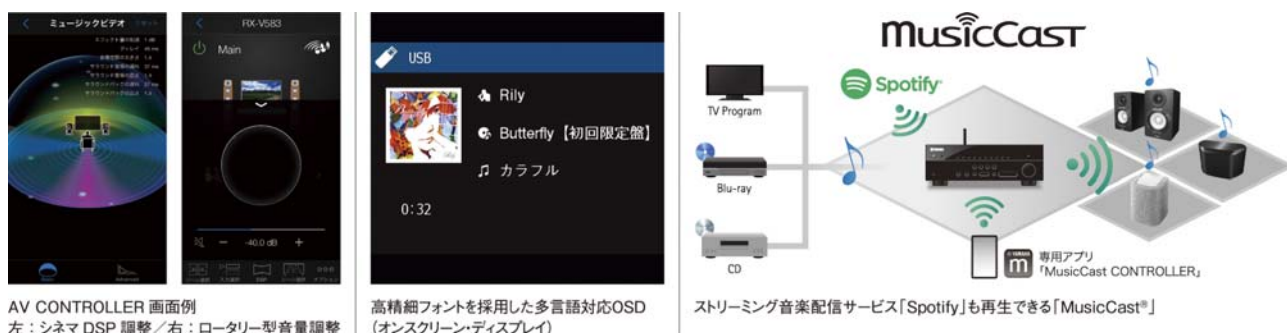 ミュージックビデオ
RX-V583
Main
-40.0 dB
USB
Rily
Butterfly【初回限定盤】
カラフル
0:32
MusicCast
Spotify
TV Program
Blu-ray
CD
YAMAHA
専用アプリ
「MusicCast CONTROLLER」
AV CONTROLLER 画面例
左：シネマ DSP 調整／右：ロータリー型音量調整
高精細フォントを採用した多言語対応OSD
（オンスクリーン・ディスプレイ）
ストリーミング音楽配信サービス「Spotify」も再生できる「MusicCast®」